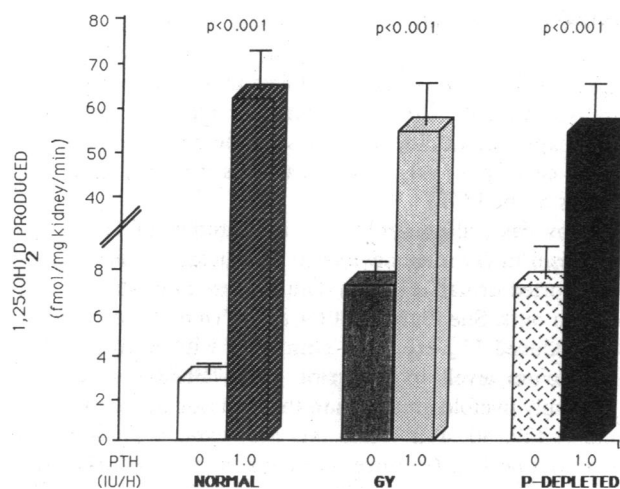 80
p<0.001 p<0.001 p<0.001
70
60
50
40
8
6
4
2
0
1,25(OH)2D PRODUCED
(fmol/mg kidney/min)
PTH 0 1.0 0 1.0 0 1.0
(IU/H) NORMAL GY P-DEPLETED